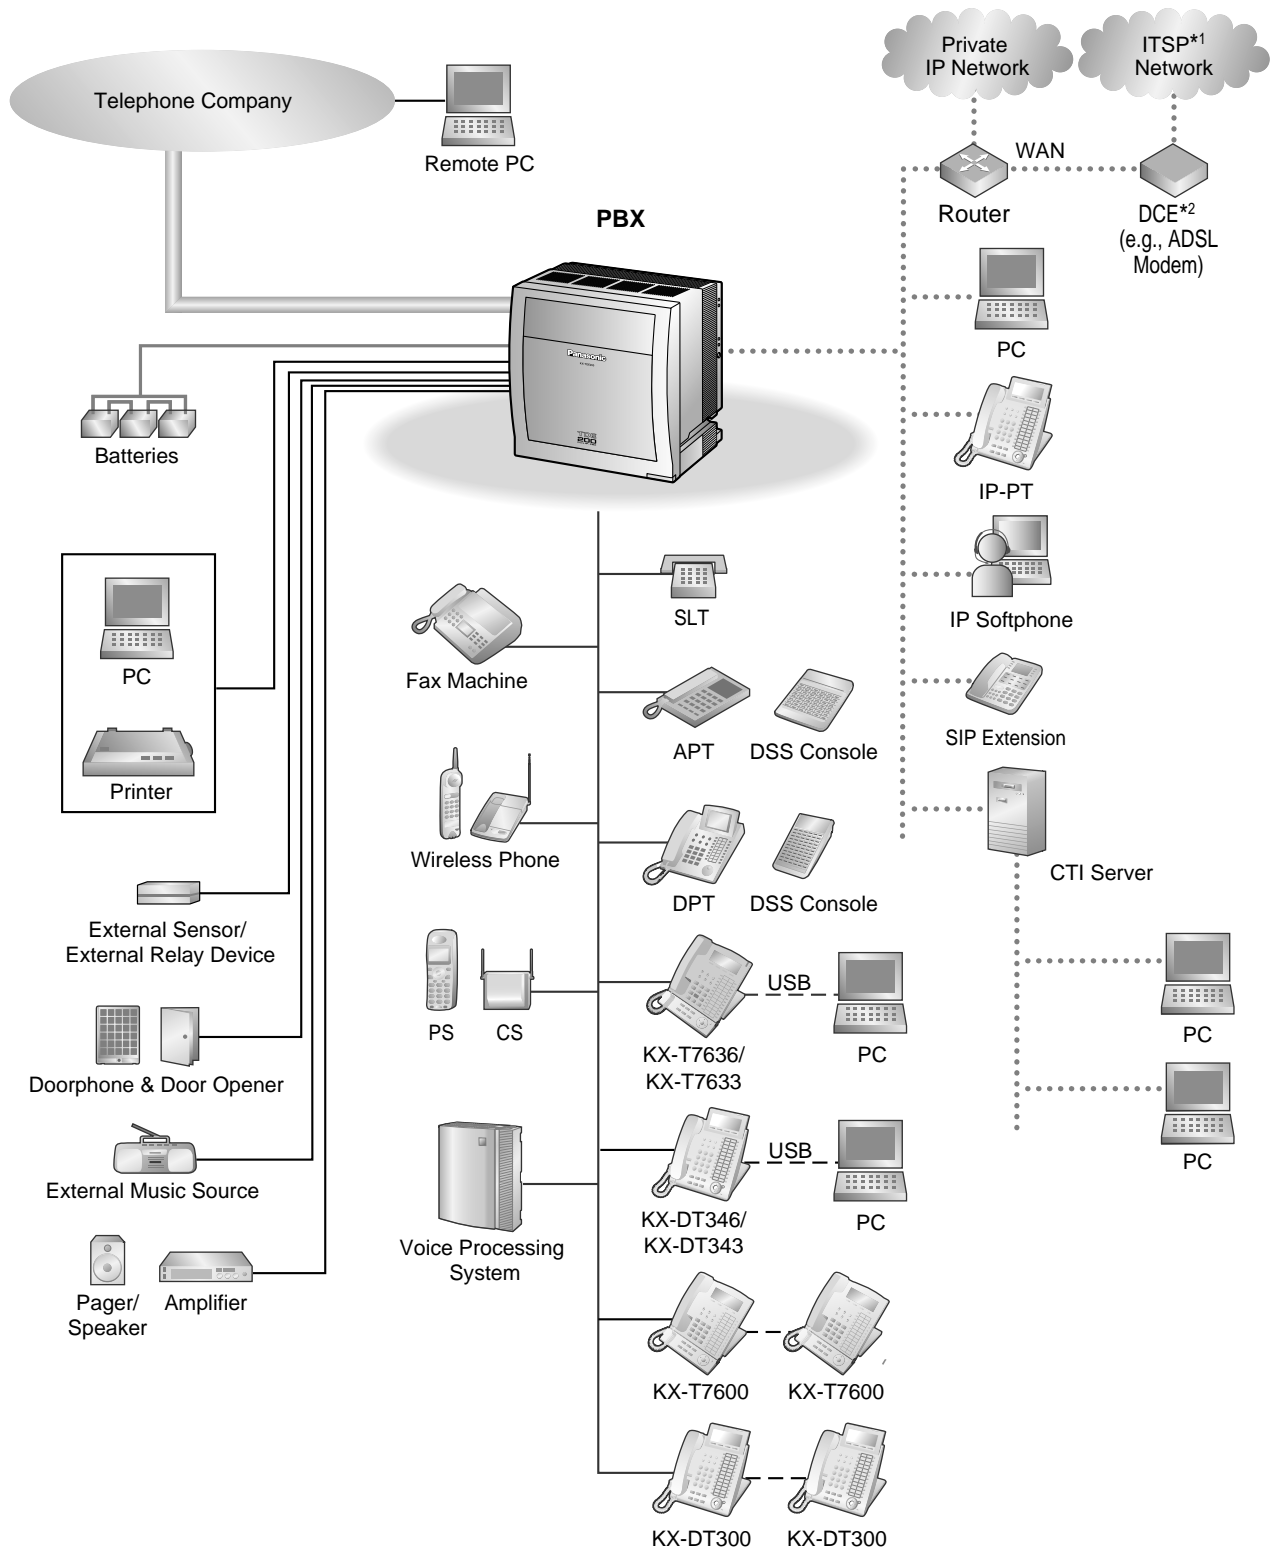 Private
IP Network
ITSP*1
Network
Telephone Company
Remote PC
WAN
Router
DCE*2
(e.g., ADSL
Modem)
PBX
Panasonic
TDE
200
PC
Batteries
IP-PT
PC
Printer
SLT
IP Softphone
Fax Machine
APT
DSS Console
SIP Extension
Wireless Phone
DPT
DSS Console
CTI Server
External Sensor/
External Relay Device
PS
CS
USB
KX-T7636/
KX-T7633
PC
PC
Doorphone & Door Opener
USB
KX-DT346/
KX-DT343
PC
PC
External Music Source
Voice Processing
System
Pager/
Speaker
Amplifier
KX-T7600
KX-T7600
KX-DT300
KX-DT300